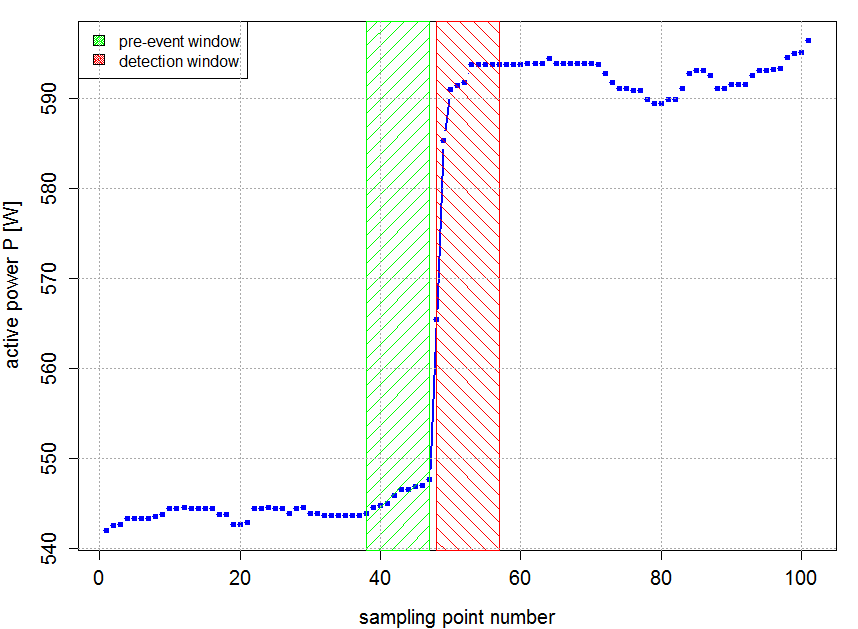 pre-event window
detection window
active power P [W]
590
580
570
560
550
540
0 20 40 60 80 100
sampling point number